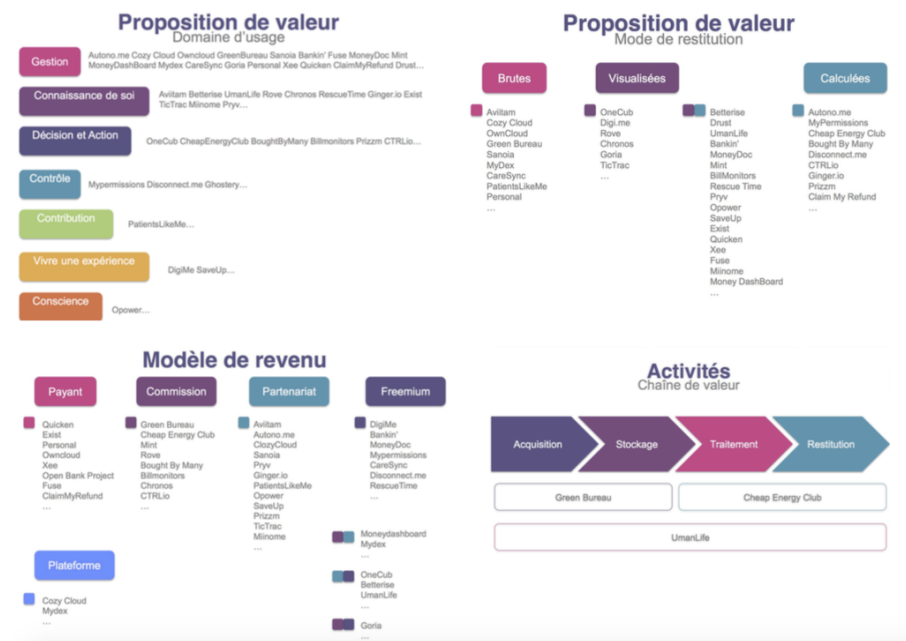 Proposition de valeur
Domaine d'usage
Gestion
Autono.me Cozy Cloud Owncloud GreenBureau Sanoia Bankin' Fuse MoneyDoc Mint
MoneyDashBoard Mydex CareSync Goria Personal Xee Quicken ClaimMyRefund Drust...
Connaissance de soi
Aviitam Betterise UmanLife Rove Chronos RescueTime Ginger.io Exist
TicTrac Miinome Pryv...
Décision et Action
OneCub CheapEnergyClub BoughtByMany Billmonitors Prizzm CTRLio...
Contrôle
Mypermissions Disconnect.me Ghostery...
Contribution
PatientsLikeMe...
Vivre une expérience
DigiMe SaveUp...
Conscience
Opower...
Proposition de valeur
Mode de restitution
Brutes
Aviitam
Cozy Cloud
OwnCloud
Green Bureau
Sanoia
MyDex
CareSync
PatientsLikeMe
Personal
...
Visualisées
OneCub
Digi.me
Rove
Chronos
Goria
TicTrac
...
Betterise
Drust
UmanLife
Bankin'
MoneyDoc
Mint
BillMonitors
Rescue Time
Pryv
Opower
SaveUp
Exist
Quicken
Xee
Fuse
Miinome
Money DashBoard
...
Calculées
Autono.me
MyPermissions
Cheap Energy Club
Bought By Many
Disconnect.me
CTRLio
Ginger.io
Prizzm
Claim My Refund
...
Modèle de revenu
Payant
Quicken
Exist
Personal
Owncloud
Xee
Open Bank Project
Fuse
ClaimMyRefund
...
Plateforme
Cozy Cloud
Mydex
...
Commission
Green Bureau
Cheap Energy Club
Mint
Rove
Bought By Many
Billmonitors
Chronos
CTRLio
...
Partenariat
Aviitam
Autono.me
ClozyCloud
Sanoia
Pryv
Ginger.io
PatientsLikeMe
Opower
SaveUp
Prizzm
TicTrac
Miinome
...
Freemium
DigiMe
Bankin'
MoneyDoc
Mypermissions
CareSync
Disconnect.me
RescueTime
...
Moneydashboard
Mydex
...
OneCub
Betterise
UmanLife
...
Goria
...
Activités
Chaîne de valeur
Acquisition
Stockage
Traitement
Restitution
Green Bureau
Cheap Energy Club
UmanLife